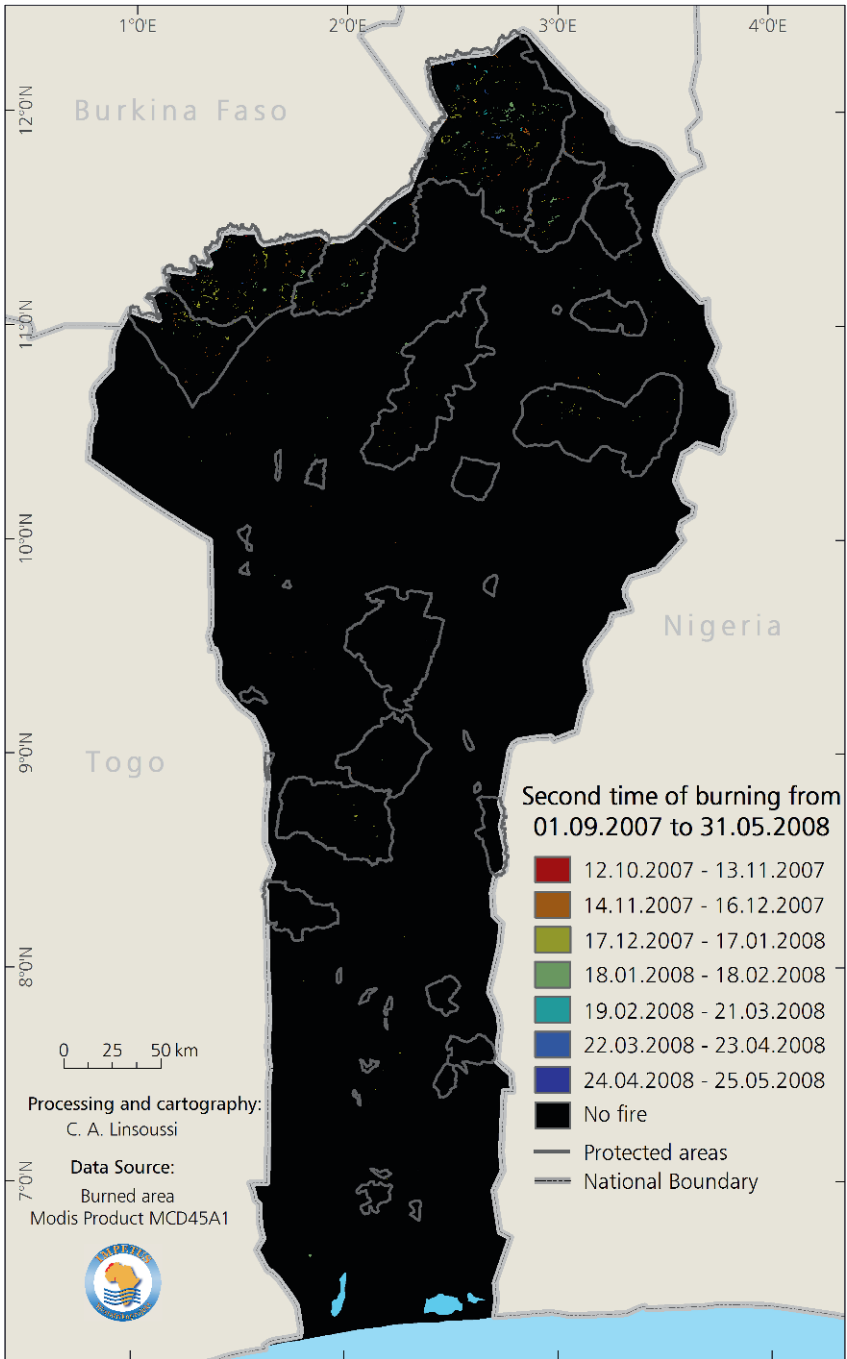 1°0'E
2°0'E
3°0'E
4°0'E
12°0'N
11°0'N
10°0'N
9°0'N
8°0'N
7°0'N
Burkina Faso
Nigeria
Togo
Second time of burning from
01.09.2007 to 31.05.2008
12.10.2007 - 13.11.2007
14.11.2007 - 16.12.2007
17.12.2007 - 17.01.2008
18.01.2008 - 18.02.2008
19.02.2008 - 21.03.2008
22.03.2008 - 23.04.2008
24.04.2008 - 25.05.2008
No fire
Protected areas
National Boundary
0 25 50 km
Processing and cartography:
C. A. Linsoussi
Data Source:
Burned area
Modis Product MCD45A1
IMPETUS